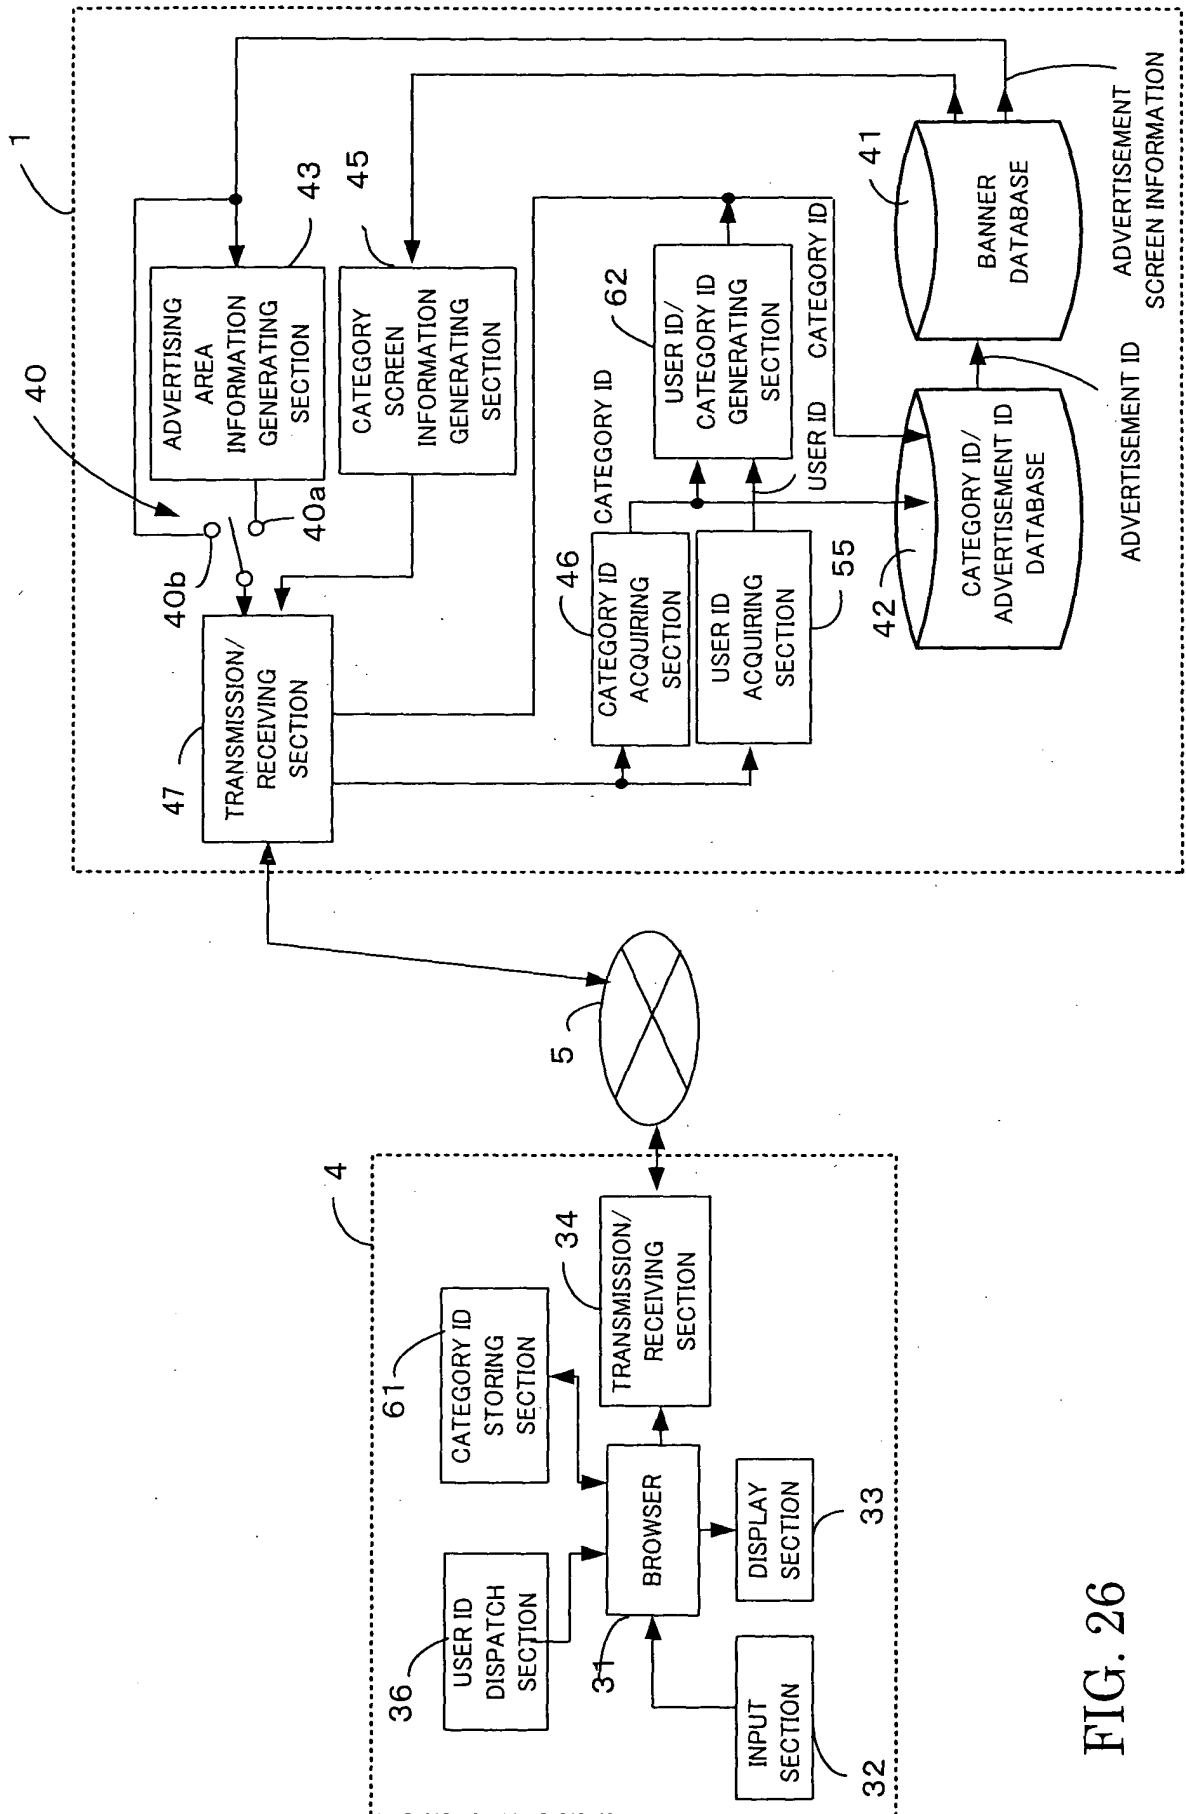 1
40
ADVERTISING
AREA
INFORMATION
GENERATING
SECTION
43
40b
40a
47
TRANSMISSION/
RECEIVING
SECTION
CATEGORY
SCREEN
INFORMATION
GENERATING
SECTION
45
CATEGORY ID
46
CATEGORY ID
ACQUIRING
SECTION
62
USER ID/
CATEGORY ID
GENERATING
SECTION
USER ID
ACQUIRING
SECTION
55
USER ID
CATEGORY ID
42
CATEGORY ID/
ADVERTISEMENT ID
DATABASE
41
BANNER
DATABASE
ADVERTISEMENT ID
ADVERTISEMENT
SCREEN INFORMATION
5
4
36
USER ID
DISPATCH
SECTION
61
CATEGORY ID
STORING
SECTION
34
TRANSMISSION/
RECEIVING
SECTION
31
BROWSER
INPUT
SECTION
32
DISPLAY
SECTION
33
FIG. 26